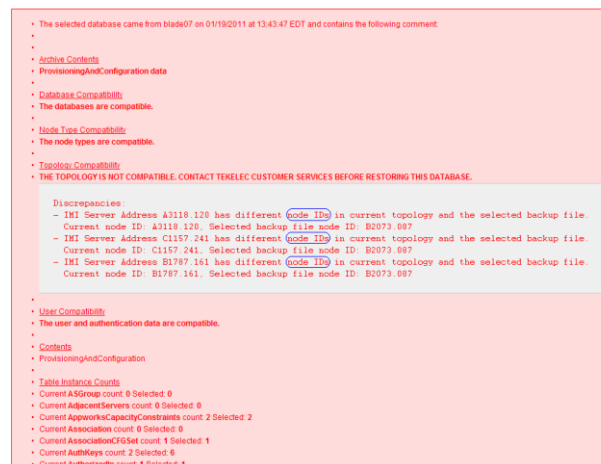 The selected database came from blade07 on 01/19/2011 at 13:43:47 EDT and contains the following comment:
Archive Contents
ProvisioningAndConfiguration data
Database Compatibility
The databases are compatible.
Node Type Compatibility
The node types are compatible.
Topology Compatibility
THE TOPOLOGY IS NOT COMPATIBLE. CONTACT TEKELEC CUSTOMER SERVICES BEFORE RESTORING THIS DATABASE.
Discrepancies:
- IMI Server Address A3118.120 has different node IDs in current topology and the selected backup file.
Current node ID: A3118.120, Selected backup file node ID: B2073.087
- IMI Server Address C1157.241 has different node IDs in current topology and the selected backup file.
Current node ID: C1157.241, Selected backup file node ID: B2073.087
- IMI Server Address B1787.161 has different node IDs in current topology and the selected backup file.
Current node ID: B1787.161, Selected backup file node ID: B2073.087
User Compatibility
The user and authentication data are compatible.
Contents
ProvisioningAndConfiguration
Table Instance Counts
Current ASGroup count: 0 Selected: 0
Current AdjacentServers count: 0 Selected: 0
Current AppworksCapacityConstraints count: 2 Selected: 2
Current Association count: 0 Selected: 0
Current AssociationCFGSet count: 1 Selected: 1
Current AuthKeys count: 2 Selected: 6
Current AuthorizedIp count: 1 Selected: 1